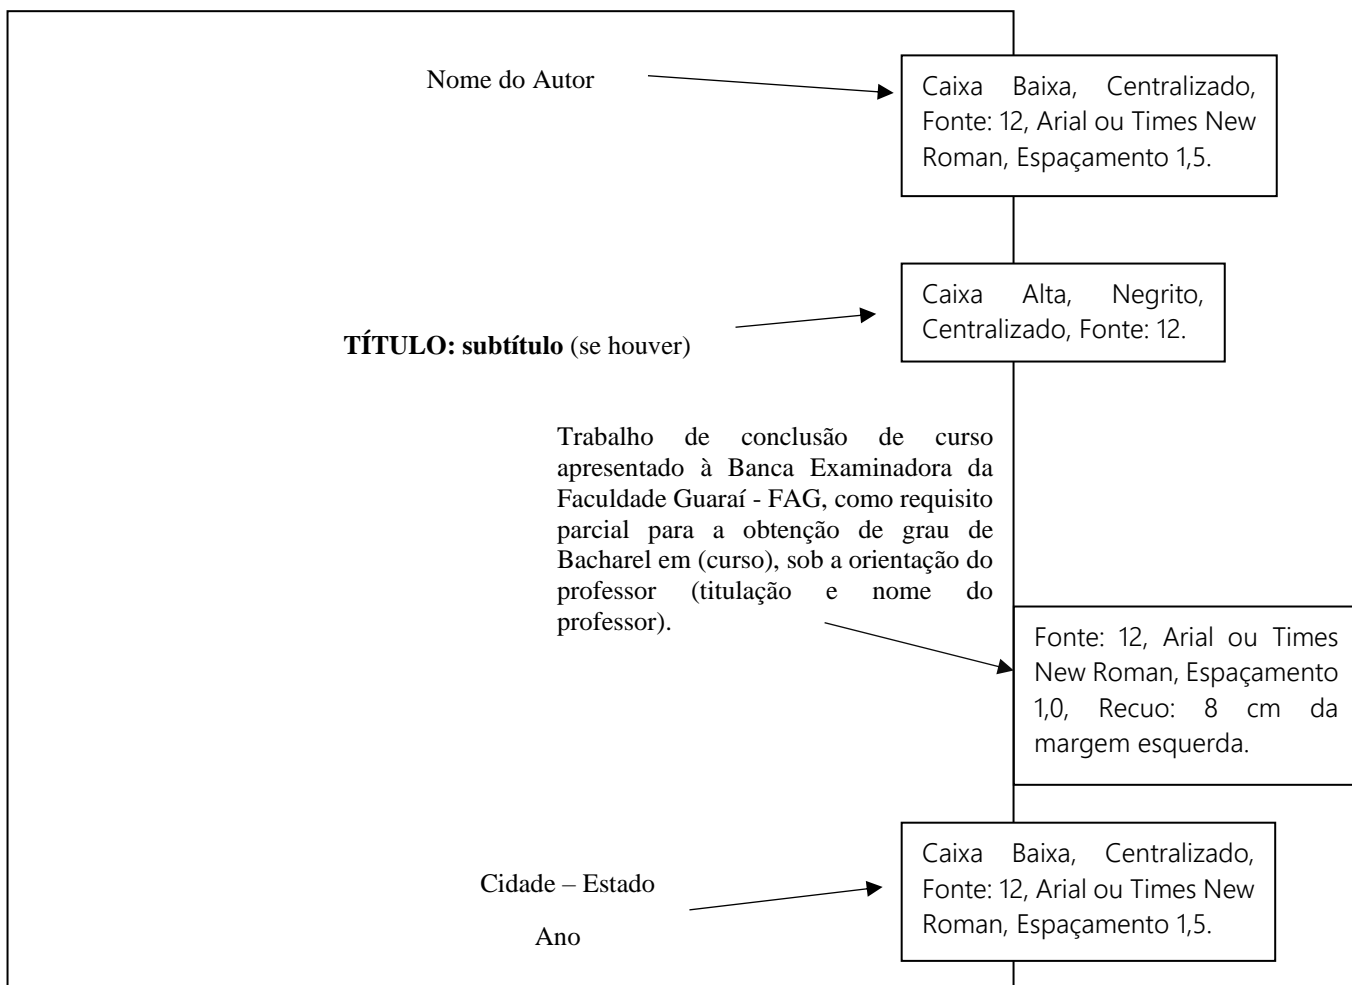 Nome do Autor
Caixa Baixa, Centralizado,
Fonte: 12, Arial ou Times New
Roman, Espaçamento 1,5.
TÍTULO: subtítulo (se houver)
Caixa Alta, Negrito,
Centralizado, Fonte: 12.
Trabalho de conclusão de curso
apresentado à Banca Examinadora da
Faculdade Guaraí - FAG, como requisito
parcial para a obtenção de grau de
Bacharel em (curso), sob a orientação do
professor (titulação e nome do
professor).
Fonte: 12, Arial ou Times
New Roman, Espaçamento
1,0, Recuo: 8 cm da
margem esquerda.
Cidade – Estado
Ano
Caixa Baixa, Centralizado,
Fonte: 12, Arial ou Times New
Roman, Espaçamento 1,5.